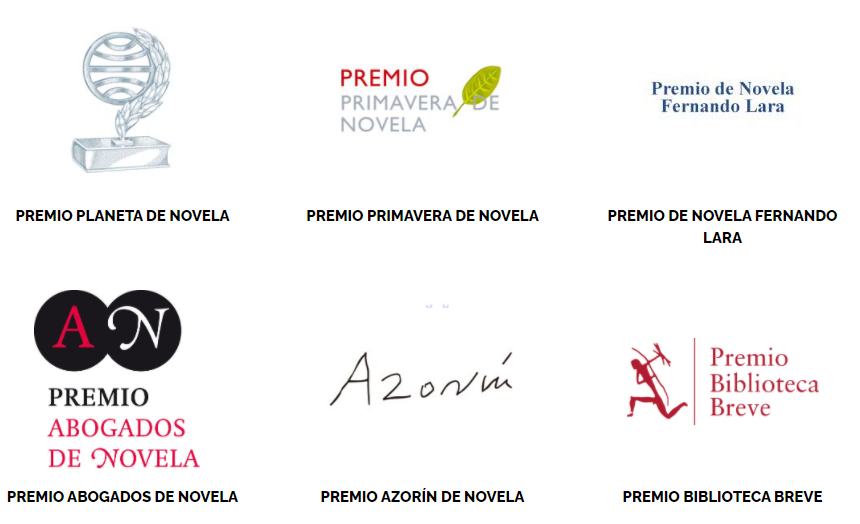 PREMIO
PRIMAVERA DE
NOVELA
Premio de Novela
Fernando Lara
PREMIO PLANETA DE NOVELA
PREMIO PRIMAVERA DE NOVELA
PREMIO DE NOVELA FERNANDO
LARA
AN
PREMIO
ABOGADOS
DE NOVELA
Azorín
Premio
Biblioteca
Breve
PREMIO ABOGADOS DE NOVELA
PREMIO AZORÍN DE NOVELA
PREMIO BIBLIOTECA BREVE